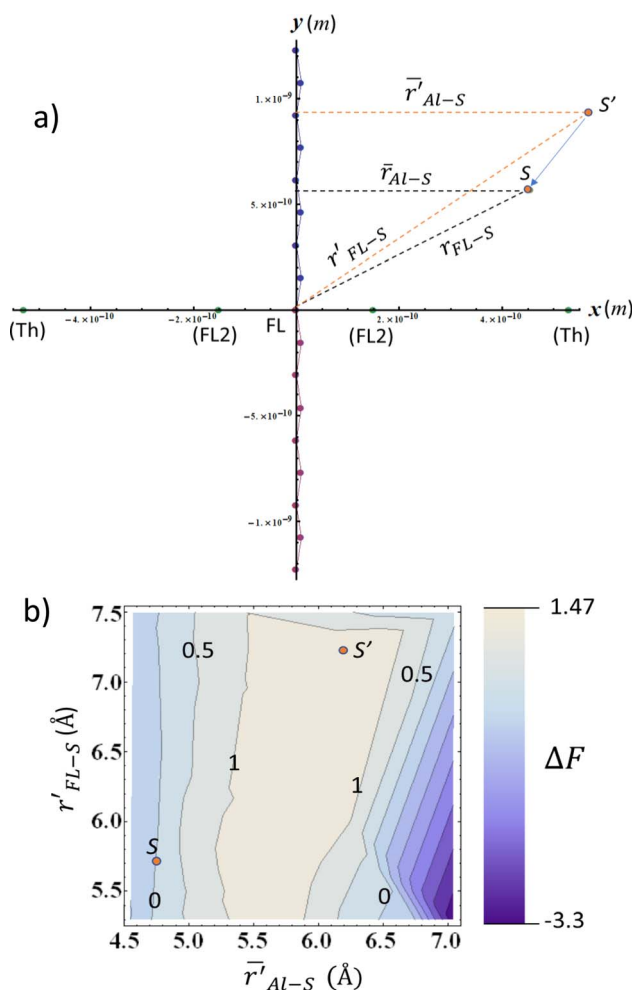 y (m)
a)
1.×10⁻⁹
r̅'Al−S
S'
r̅Al−S
S
5.×10⁻¹⁰
r'FL−S
rFL−S
x (m)
-4.×10⁻¹⁰ -2.×10⁻¹⁰ 2.×10⁻¹⁰ 4.×10⁻¹⁰
(Th) (FL2) FL (FL2) (Th)
-5.×10⁻¹⁰
-1.×10⁻⁹
b)
7.5
7.0
6.5
6.0
5.5
r'FL−S (Å)
0.5
S'
0.5
1
1
S
0
0
4.5 5.0 5.5 6.0 6.5 7.0
r̅'Al−S (Å)
1.47
ΔF
-3.3